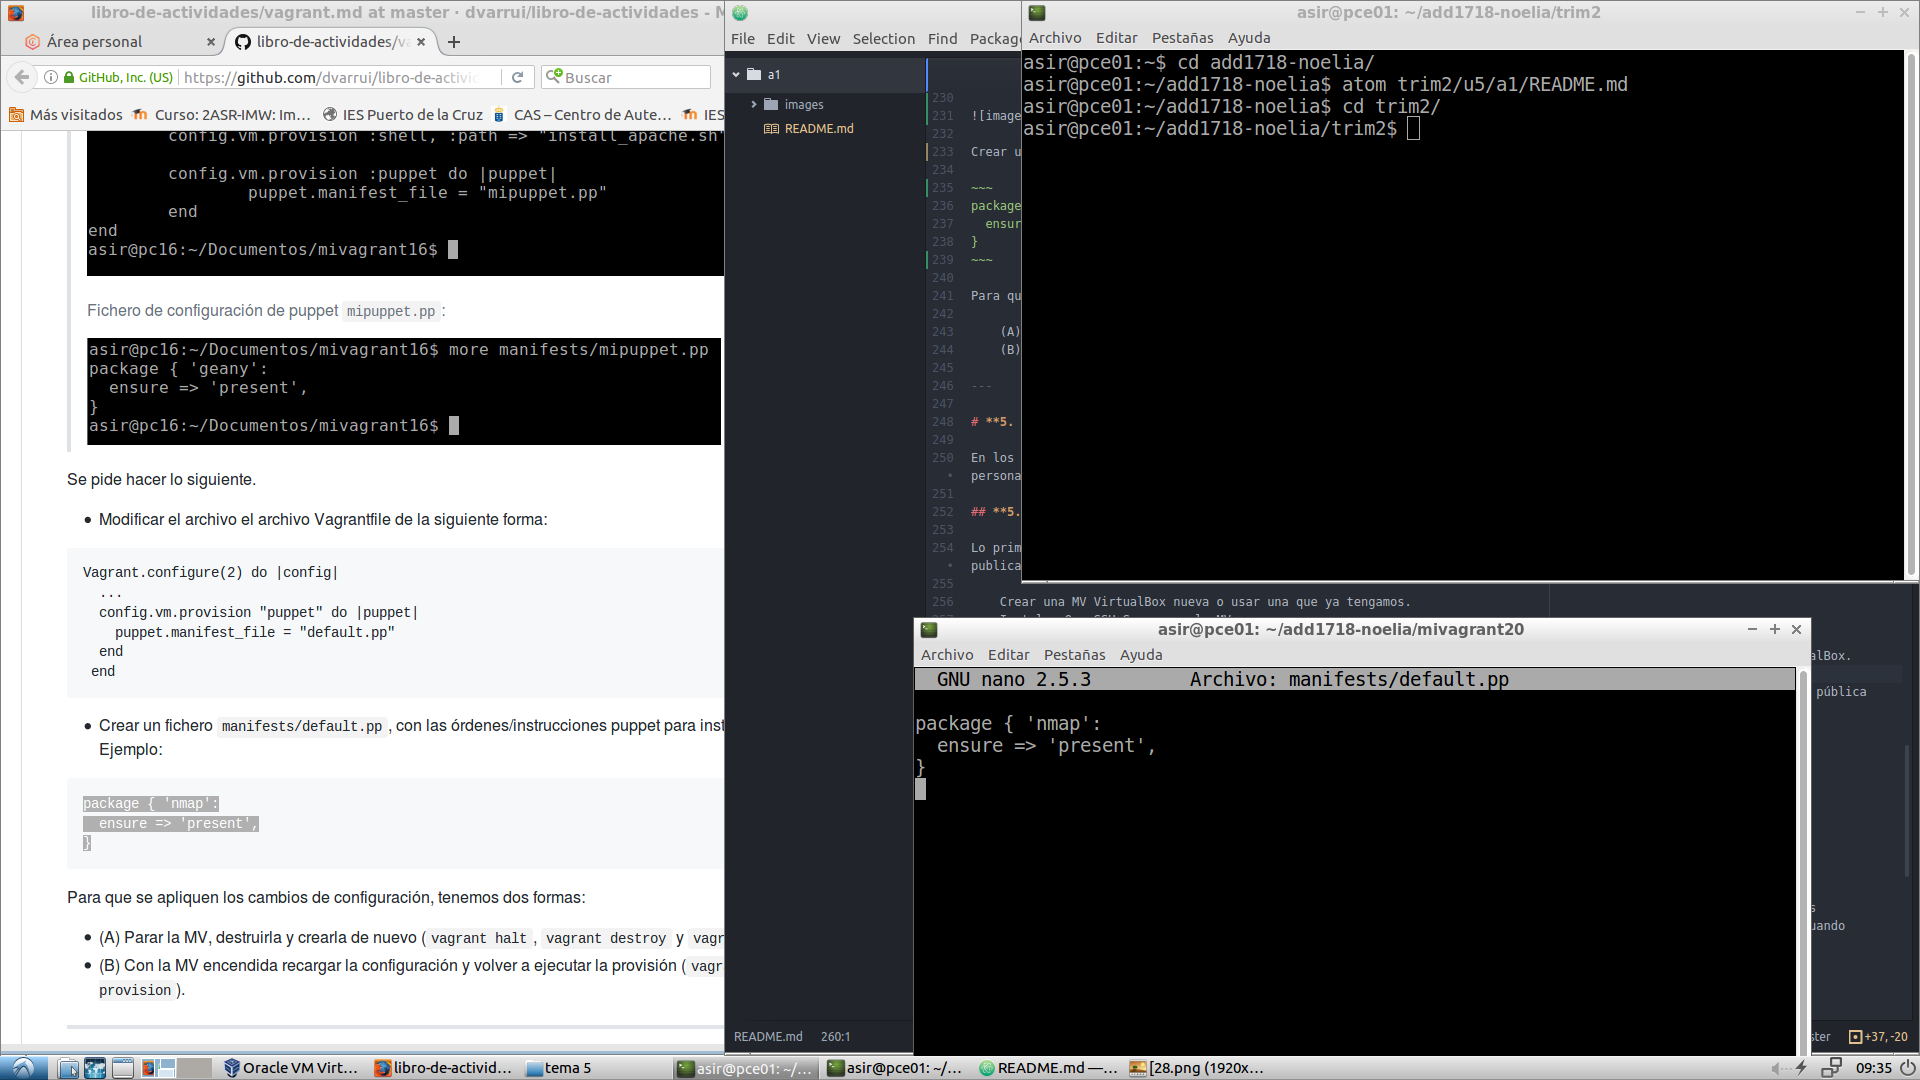 libro-de-actividades/vagrant.md at master · dvarrui/libro-de-actividades - M
Área personal
libro-de-actividades/va
GitHub, Inc. (US)
https://github.com/dvarrui/libro-de-activid
Buscar
Más visitados
Curso: 2ASR-IMW: Im...
IES Puerto de la Cruz
CAS – Centro de Aute...
IES
config.vm.provision :shell, :path => "install_apache.sh"
config.vm.provision :puppet do |puppet|
puppet.manifest_file = "mipuppet.pp"
end
end
asir@pc16:~/Documentos/mivagrant16$
Fichero de configuración de puppet mipuppet.pp:
asir@pc16:~/Documentos/mivagrant16$ more manifests/mipuppet.pp
package { 'geany':
ensure => 'present',
}
asir@pc16:~/Documentos/mivagrant16$
Se pide hacer lo siguiente.
Modificar el archivo el archivo Vagrantfile de la siguiente forma:
Vagrant.configure(2) do |config|
...
config.vm.provision "puppet" do |puppet|
puppet.manifest_file = "default.pp"
end
end
Crear un fichero manifests/default.pp, con las órdenes/instrucciones puppet para inst
Ejemplo:
package { 'nmap':
ensure => 'present',
}
Para que se apliquen los cambios de configuración, tenemos dos formas:
(A) Parar la MV, destruirla y crearla de nuevo (vagrant halt, vagrant destroy y vagr
(B) Con la MV encendida recargar la configuración y volver a ejecutar la provisión (vagr
provision).
File Edit View Selection Find Packag
a1
images
README.md
230
231 ![image
232
233 Crear u
234
235 ~~~
236 package
237 ensur
238 }
239 ~~~
240
241 Para qu
242
243 (A)
244 (B)
245
246 ---
247
248 # **5.
249
250 En los
persona
251
252 ## **5.
253
254 Lo prim
publica
255
256 Crear una MV VirtualBox nueva o usar una que ya tengamos.
alBox.
pública
uando
README.md 260:1
ster
+37, -20
asir@pce01: ~/add1718-noelia/trim2
Archivo Editar Pestañas Ayuda
asir@pce01:~$ cd add1718-noelia/
asir@pce01:~/add1718-noelia$ atom trim2/u5/a1/README.md
asir@pce01:~/add1718-noelia$ cd trim2/
asir@pce01:~/add1718-noelia/trim2$
asir@pce01: ~/add1718-noelia/mivagrant20
Archivo Editar Pestañas Ayuda
GNU nano 2.5.3 Archivo: manifests/default.pp
package { 'nmap':
ensure => 'present',
}
Oracle VM Virt...
libro-de-activid...
tema 5
asir@pce01: ~/...
asir@pce01: ~/...
README.md —...
[28.png (1920x...
09:35